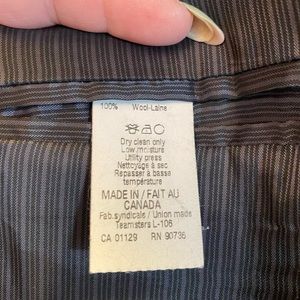 100% Wool-Laine
Dry clean only
Low moisture
Utility press
Nettoyage à sec
Repasser à basse
température
MADE IN / FAIT AU
CANADA
Fab.syndicale / Union made
Teamsters L-106
CA 01129 RN 90736